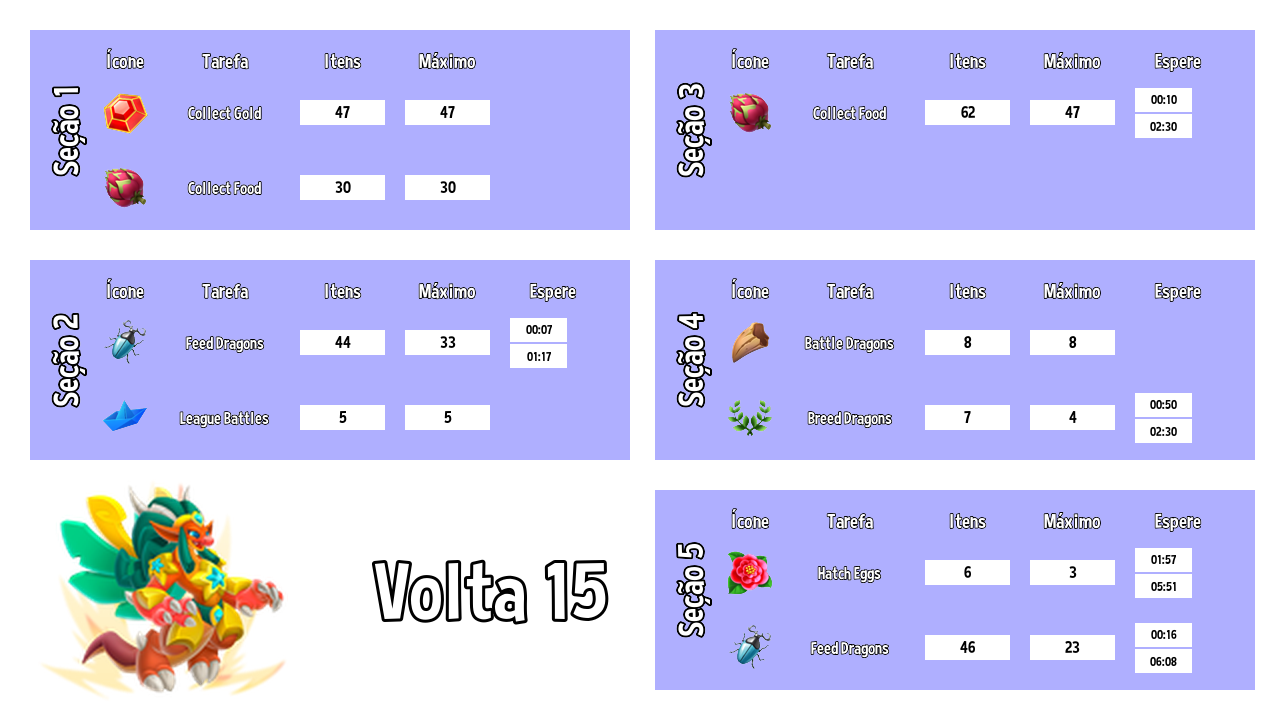 Seção 1
Ícone Tarefa Itens Máximo
Collect Gold 47 47
Collect Food 30 30
Seção 2
Ícone Tarefa Itens Máximo Espere
Feed Dragons 44 33 00:07
01:17
League Battles 5 5
Volta 15
Seção 3
Ícone Tarefa Itens Máximo Espere
Collect Food 62 47 00:10
02:30
Seção 4
Ícone Tarefa Itens Máximo Espere
Battle Dragons 8 8
Breed Dragons 7 4 00:50
02:30
Seção 5
Ícone Tarefa Itens Máximo Espere
Hatch Eggs 6 3 01:57
05:51
Feed Dragons 46 23 00:16
06:08